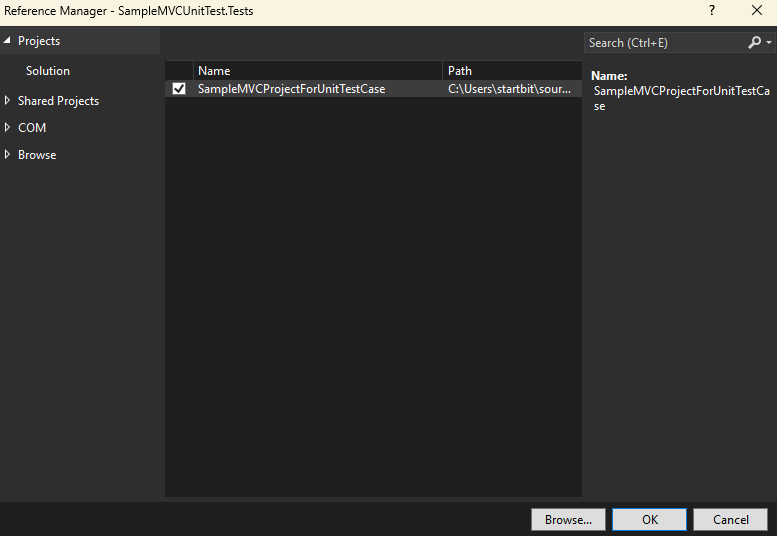 Reference Manager - SampleMVCUnitTest.Tests ?
Projects
Search (Ctrl+E)
Solution
Shared Projects
COM
Browse
Name Path
SampleMVCProjectForUnitTestCase C:\Users\startbit\sour...
Name:
SampleMVCProjectForUnitTestCa
se
Browse... OK Cancel